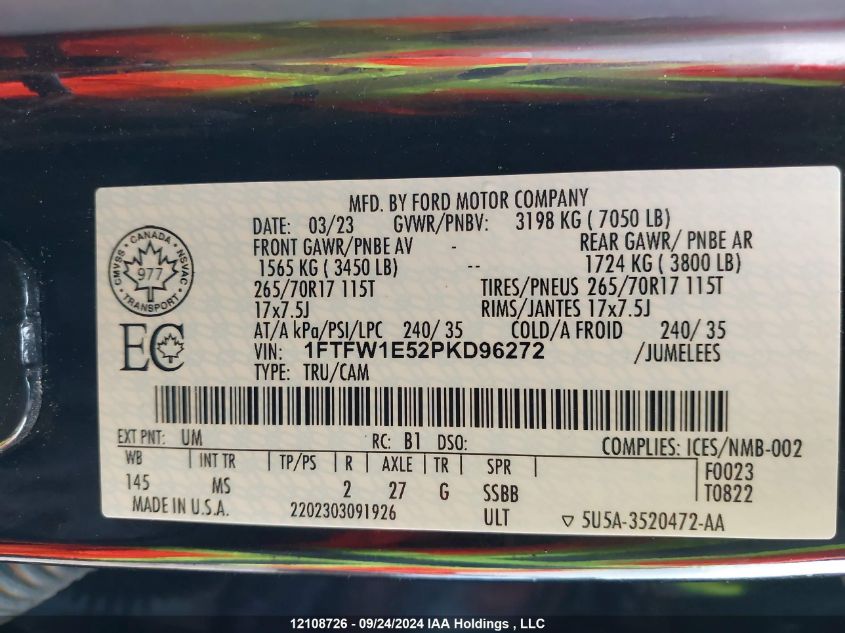 MFD. BY FORD MOTOR COMPANY
DATE: 03/23 GVWR/PNBV: 3198 KG ( 7050 LB)
FRONT GAWR/PNBE AV - REAR GAWR/ PNBE AR
1565 KG ( 3450 LB) -- 1724 KG ( 3800 LB)
265/70R17 115T TIRES/PNEUS 265/70R17 115T
17x7.5J RIMS/JANTES 17x7.5J
AT/A kPa/PSI/LPC 240/ 35 COLD/A FROID 240/ 35
VIN: 1FTFW1E52PKD96272 /JUMELEES
TYPE: TRU/CAM
CANADA
CMVSS NSVAC
977
TRANSPORT
EC
EXT PNT: UM RC: B1 DSO: COMPLIES: ICES/NMB-002
WB INT TR TP/PS R AXLE TR SPR F0023
145 MS 2 27 G SSBB T0822
MADE IN U.S.A. 2202303091926 ULT ▽ 5U5A-3520472-AA
12108726 - 09/24/2024 IAA Holdings , LLC